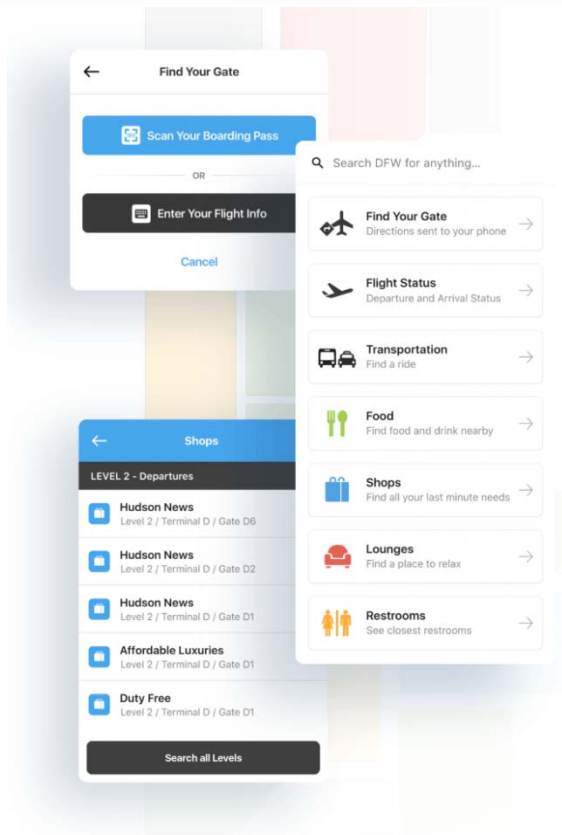 Find Your Gate
Scan Your Boarding Pass
OR
Enter Your Flight Info
Cancel
Search DFW for anything...
Find Your Gate
Directions sent to your phone
Flight Status
Departure and Arrival Status
Transportation
Find a ride
Food
Find food and drink nearby
Shops
Find all your last minute needs
Lounges
Find a place to relax
Restrooms
See closest restrooms
Shops
LEVEL 2 - Departures
Hudson News
Level 2 / Terminal D / Gate D6
Hudson News
Level 2 / Terminal D / Gate D2
Hudson News
Level 2 / Terminal D / Gate D1
Affordable Luxuries
Level 2 / Terminal D / Gate D1
Duty Free
Level 2 / Terminal D / Gate D1
Search all Levels